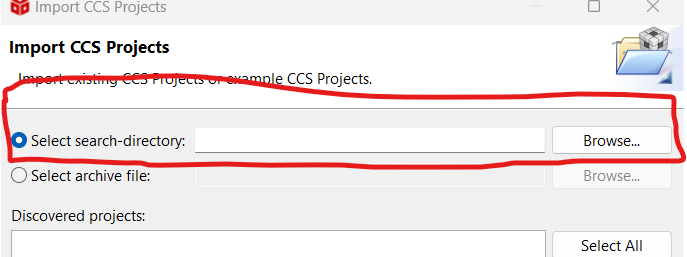 Import CCS Projects
Import CCS Projects
Import existing CCS Projects or example CCS Projects.
Select search-directory:
Browse...
Select archive file:
Browse...
Discovered projects:
Select All